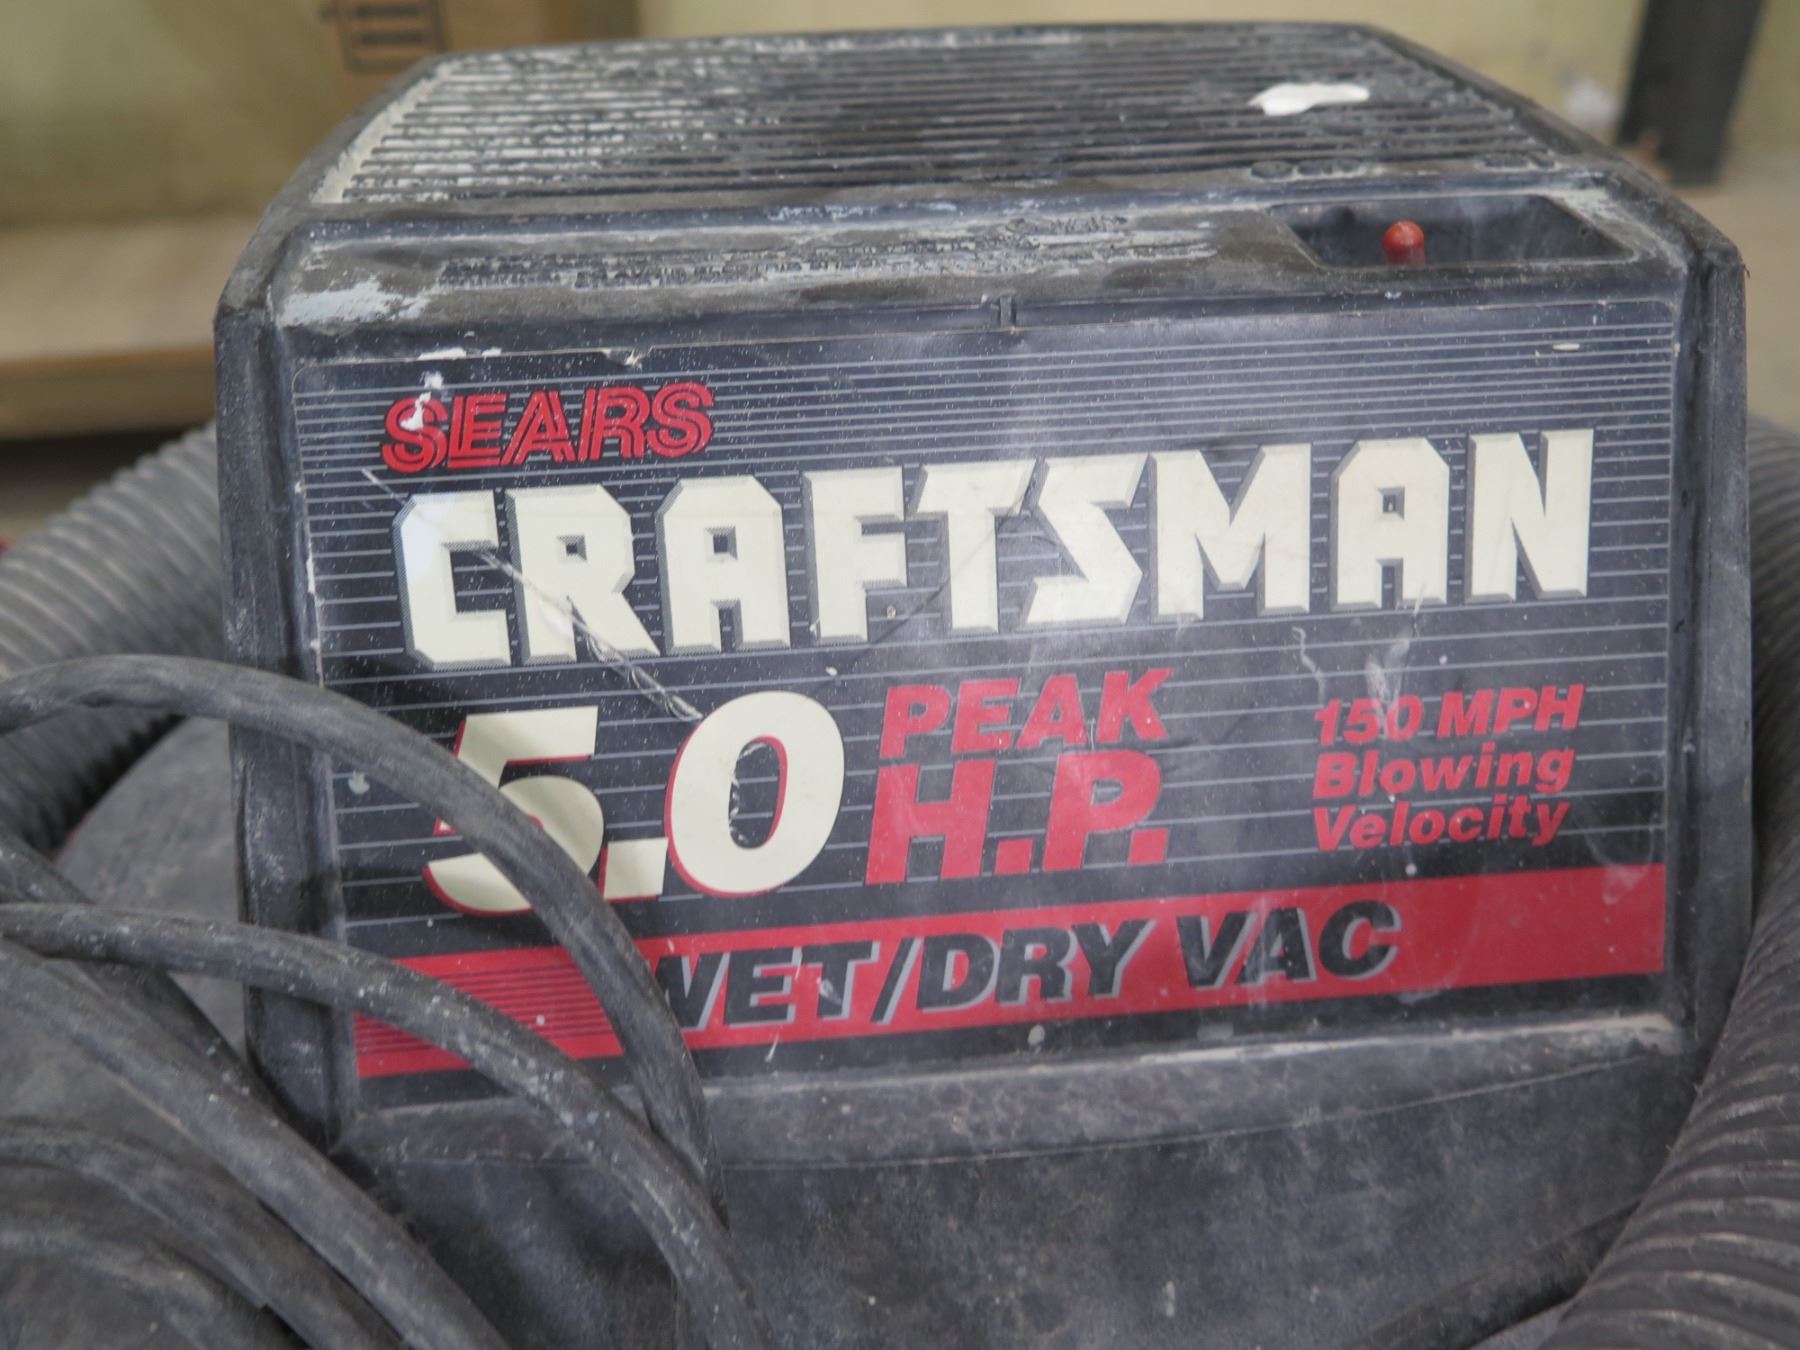 SEARS
CRAFTSMAN
5.0 PEAK H.P.
150 MPH
Blowing
Velocity
WET/DRY VAC